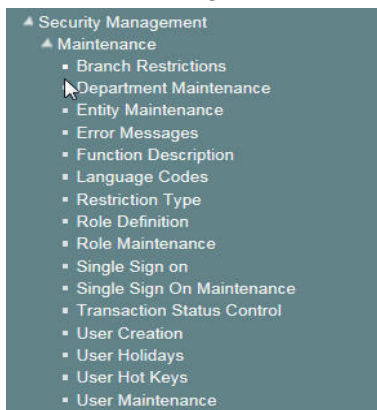 Security Management
Maintenance
Branch Restrictions
Department Maintenance
Entity Maintenance
Error Messages
Function Description
Language Codes
Restriction Type
Role Definition
Role Maintenance
Single Sign on
Single Sign On Maintenance
Transaction Status Control
User Creation
User Holidays
User Hot Keys
User Maintenance